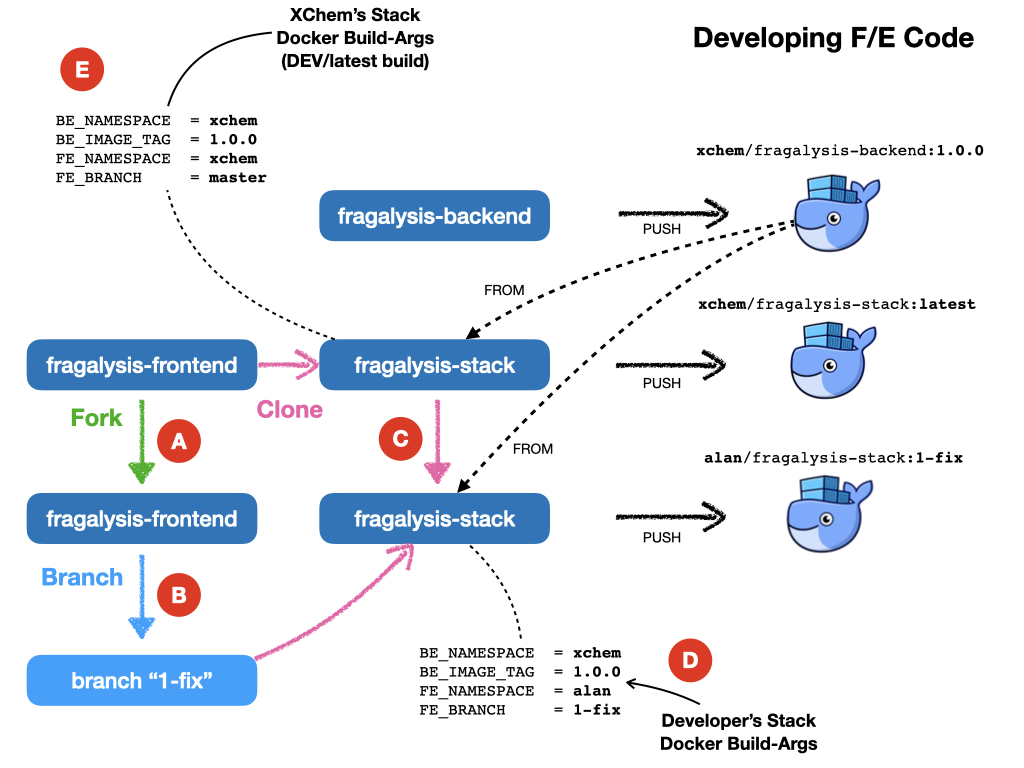 XChem’s Stack
Docker Build-Args
(DEV/latest build)
Developing F/E Code
E
BE_NAMESPACE = xchem
BE_IMAGE_TAG = 1.0.0
FE_NAMESPACE = xchem
FE_BRANCH = master
xchem/fragalysis-backend:1.0.0
fragalysis-backend
PUSH
FROM
xchem/fragalysis-stack:latest
fragalysis-frontend
fragalysis-stack
PUSH
Clone
Fork
A
C
FROM
alan/fragalysis-stack:1-fix
fragalysis-frontend
fragalysis-stack
PUSH
Branch
B
branch “1-fix”
BE_NAMESPACE = xchem
BE_IMAGE_TAG = 1.0.0
FE_NAMESPACE = alan
FE_BRANCH = 1-fix
D
Developer’s Stack
Docker Build-Args